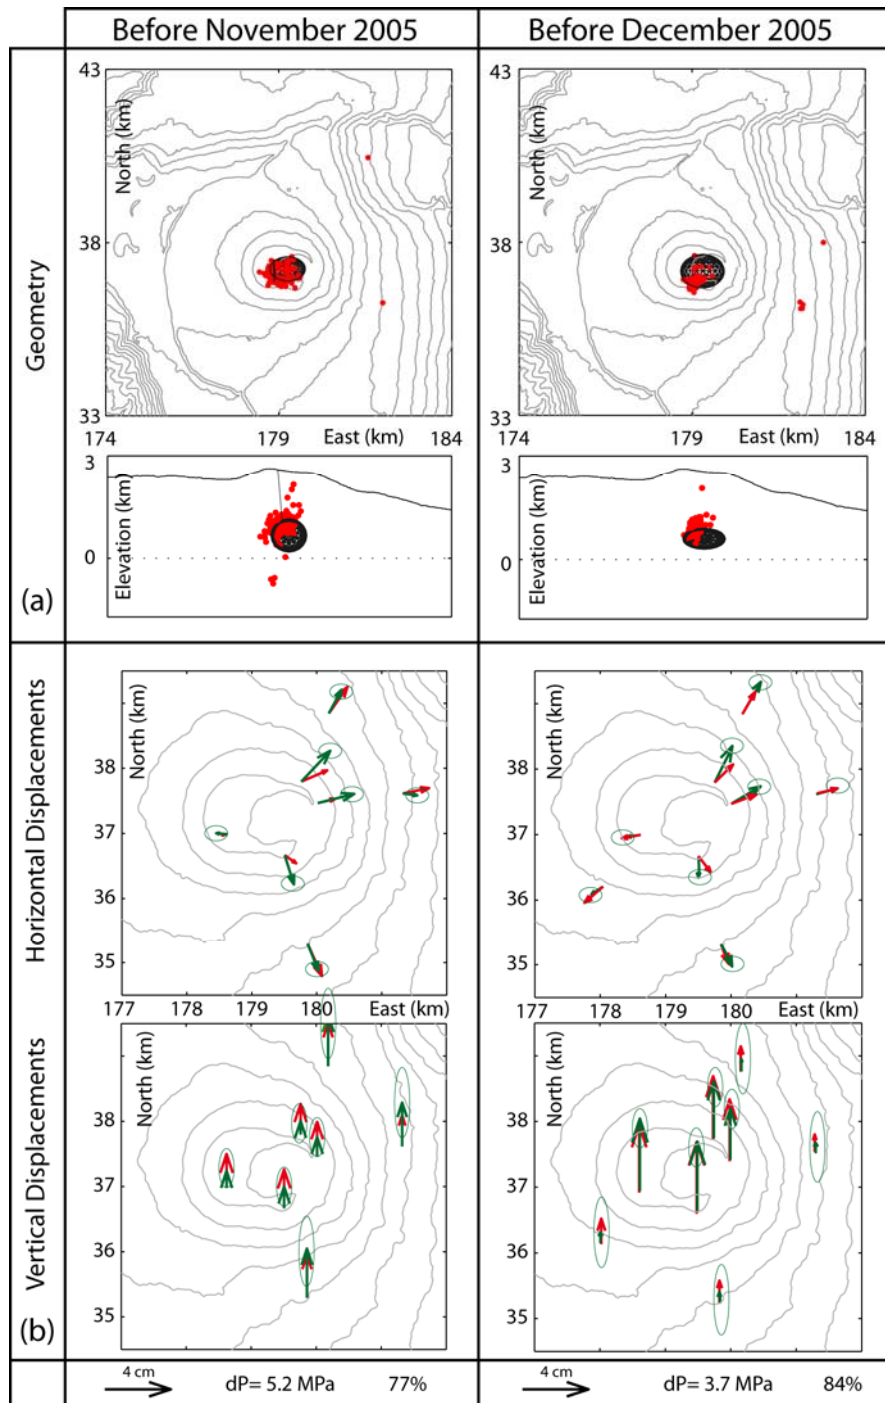 Before November 2005
Before December 2005
Geometry
43
North (km)
38
33
174
179
East (km)
184
43
North (km)
38
33
174
179
East (km)
184
(a)
3
Elevation (km)
0
3
Elevation (km)
0
Horizontal Displacements
North (km)
38
37
36
35
177
178
179
180
East (km)
North (km)
38
37
36
35
177
178
179
180
East (km)
Vertical Displacements
(b)
North (km)
38
37
36
35
North (km)
38
37
36
35
4 cm
dP= 5.2 MPa
77%
4 cm
dP= 3.7 MPa
84%